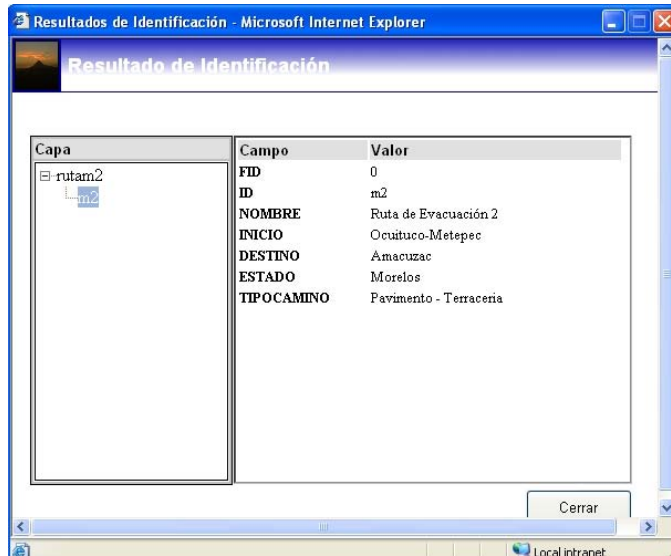 Resultados de Identificación - Microsoft Internet Explorer
Resultado de Identificación
Capa
rutam2
m2
Campo Valor
FID 0
ID m2
NOMBRE Ruta de Evacuación 2
INICIO Ocuituco-Metepec
DESTINO Amacuzac
ESTADO Morelos
TIPOCAMINO Pavimento - Terraceria
Cerrar
Local intranet